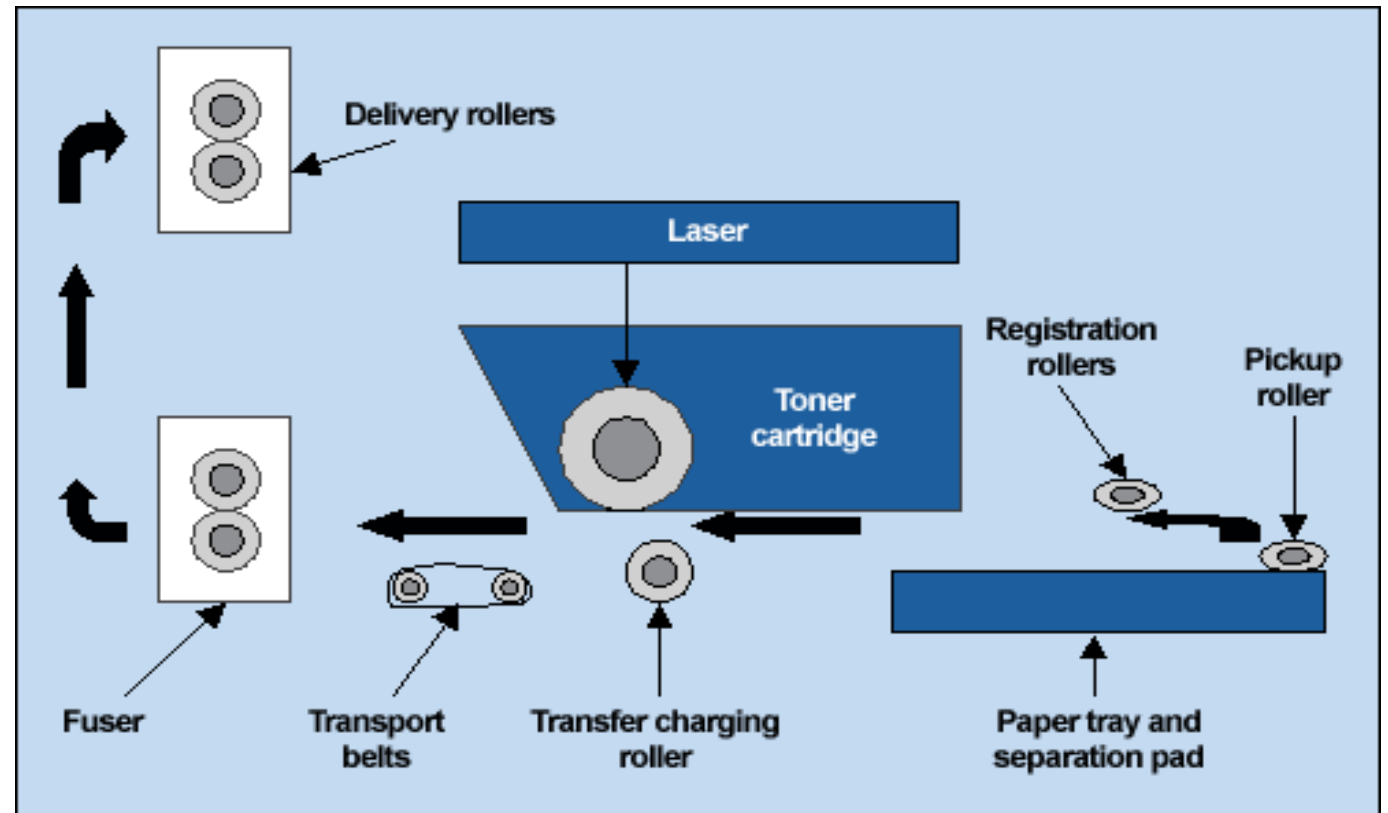 Delivery rollers
Laser
Registration
rollers
Pickup
roller
Toner
cartridge
Fuser
Transport
belts
Transfer charging
roller
Paper tray and
separation pad